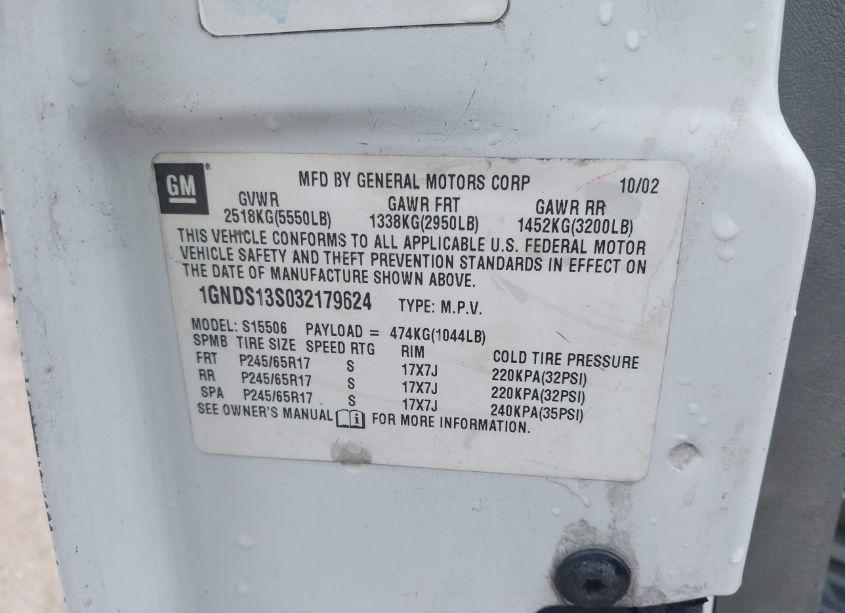 GM ®
MFD BY GENERAL MOTORS CORP 10/02
GVWR GAWR FRT GAWR RR
2518KG(5550LB) 1338KG(2950LB) 1452KG(3200LB)
THIS VEHICLE CONFORMS TO ALL APPLICABLE U.S. FEDERAL MOTOR
VEHICLE SAFETY AND THEFT PREVENTION STANDARDS IN EFFECT ON
THE DATE OF MANUFACTURE SHOWN ABOVE.
1GNDS13S032179624 TYPE: M.P.V.
MODEL: S15506 PAYLOAD = 474KG(1044LB)
SPMB TIRE SIZE SPEED RTG RIM COLD TIRE PRESSURE
FRT P245/65R17 S 17X7J 220KPA(32PSI)
RR P245/65R17 S 17X7J 220KPA(32PSI)
SPA P245/65R17 S 17X7J 240KPA(35PSI)
SEE OWNER'S MANUAL FOR MORE INFORMATION.